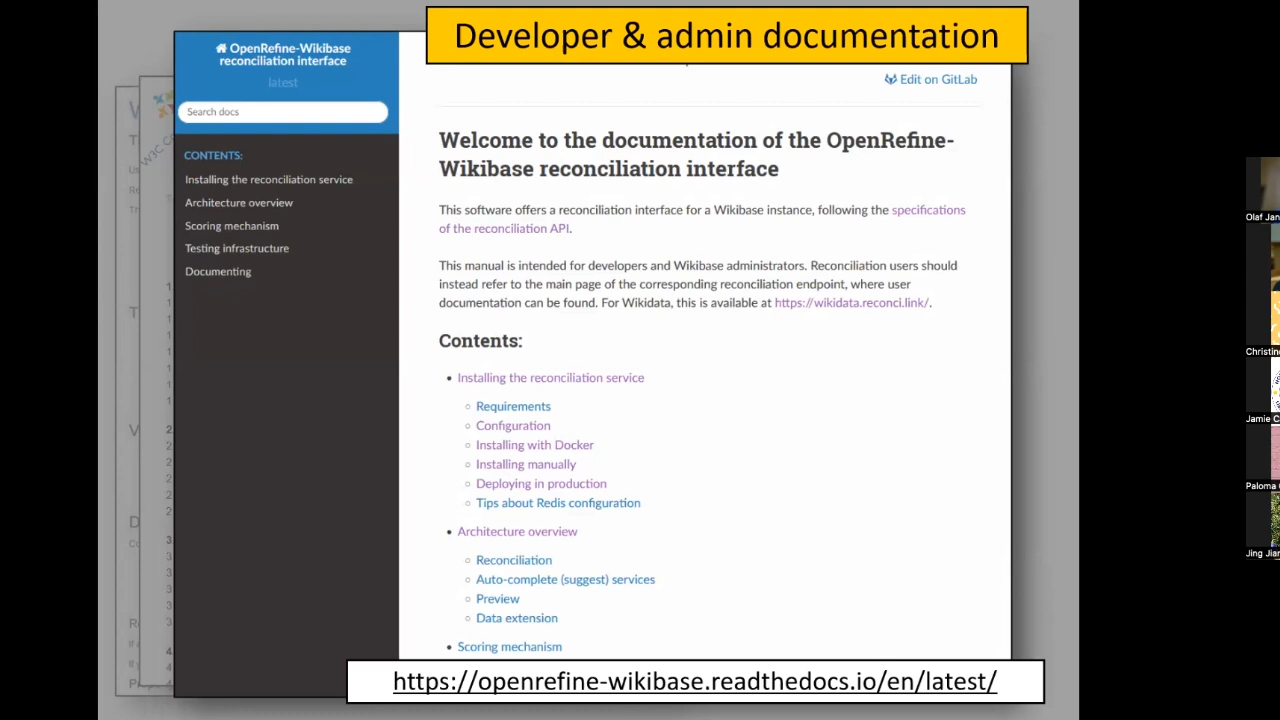 Developer & admin documentation
OpenRefine-Wikibase
reconciliation interface
latest
Search docs
CONTENTS:
Installing the reconciliation service
Architecture overview
Scoring mechanism
Testing infrastructure
Documenting
Edit on GitLab
Welcome to the documentation of the OpenRefine-
Wikibase reconciliation interface
This software offers a reconciliation interface for a Wikibase instance, following the specifications
of the reconciliation API.
This manual is intended for developers and Wikibase administrators. Reconciliation users should
instead refer to the main page of the corresponding reconciliation endpoint, where user
documentation can be found. For Wikidata, this is available at https://wikidata.reconci.link/.
Contents:
• Installing the reconciliation service
○ Requirements
○ Configuration
○ Installing with Docker
○ Installing manually
○ Deploying in production
○ Tips about Redis configuration
• Architecture overview
○ Reconciliation
○ Auto-complete (suggest) services
○ Preview
○ Data extension
• Scoring mechanism
https://openrefine-wikibase.readthedocs.io/en/latest/
Olaf Jan
Christine
Jamie C
Paloma
Jing Jian